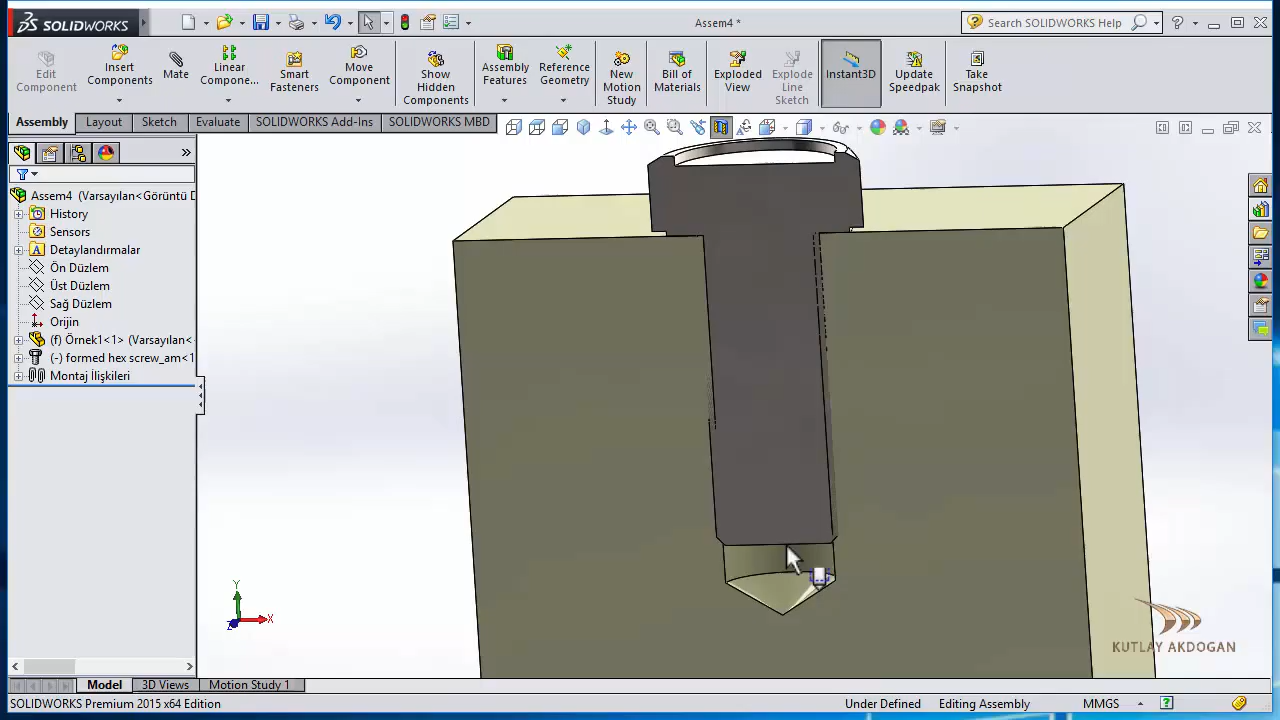 SOLIDWORKS
Assem4 *
Search SOLIDWORKS Help
Edit Component
Insert Components
Mate
Linear Compone...
Smart Fasteners
Move Component
Show Hidden Components
Assembly Features
Reference Geometry
New Motion Study
Bill of Materials
Exploded View
Explode Line Sketch
Instant3D
Update Speedpak
Take Snapshot
Assembly
Layout
Sketch
Evaluate
SOLIDWORKS Add-Ins
SOLIDWORKS MBD
Assem4 (Varsayılan<Görüntü D
History
Sensors
Detaylandırmalar
Ön Düzlem
Üst Düzlem
Sağ Düzlem
Orijin
(f) Örnek1<1> (Varsayılan<
(-) formed hex screw_am<1
Montaj İlişkileri
Y
X
Z
KUTLAY AKDOGAN
Model
3D Views
Motion Study 1
SOLIDWORKS Premium 2015 x64 Edition
Under Defined
Editing Assembly
MMGS